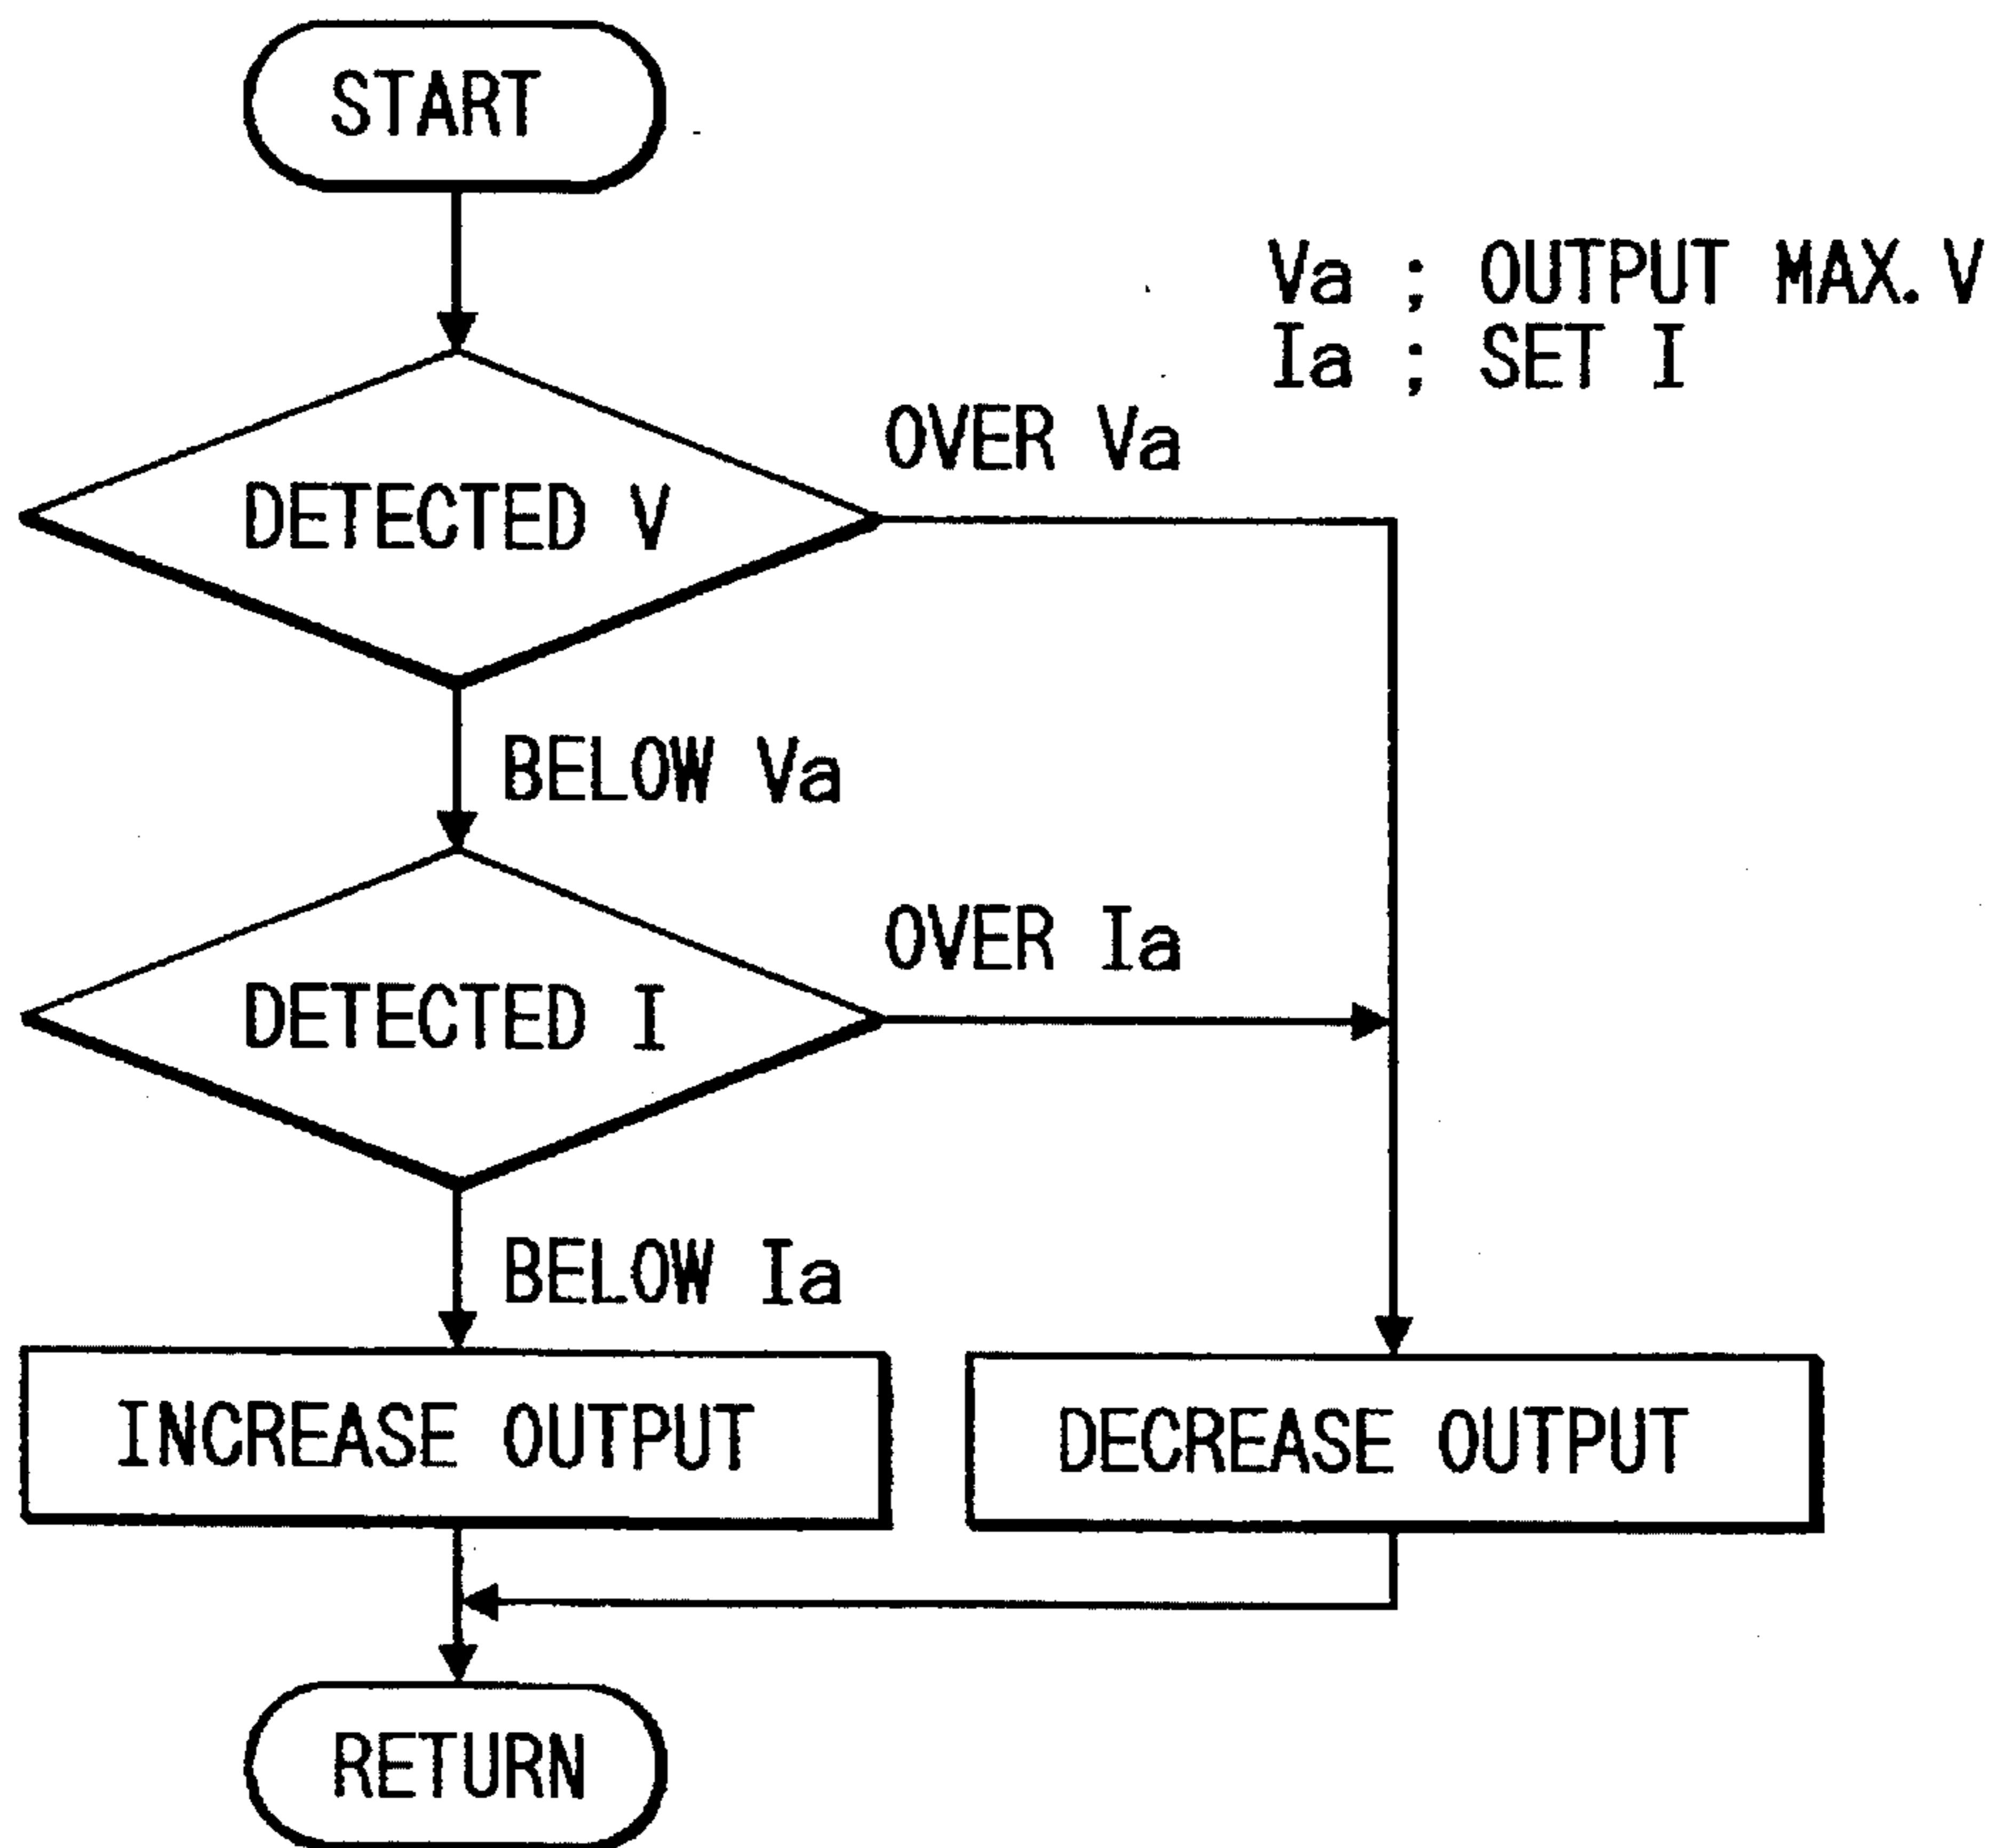 START
Va ; OUTPUT MAX. V
Ia ; SET I
OVER Va
DETECTED V
BELOW Va
OVER Ia
DETECTED I
BELOW Ia
INCREASE OUTPUT
DECREASE OUTPUT
RETURN